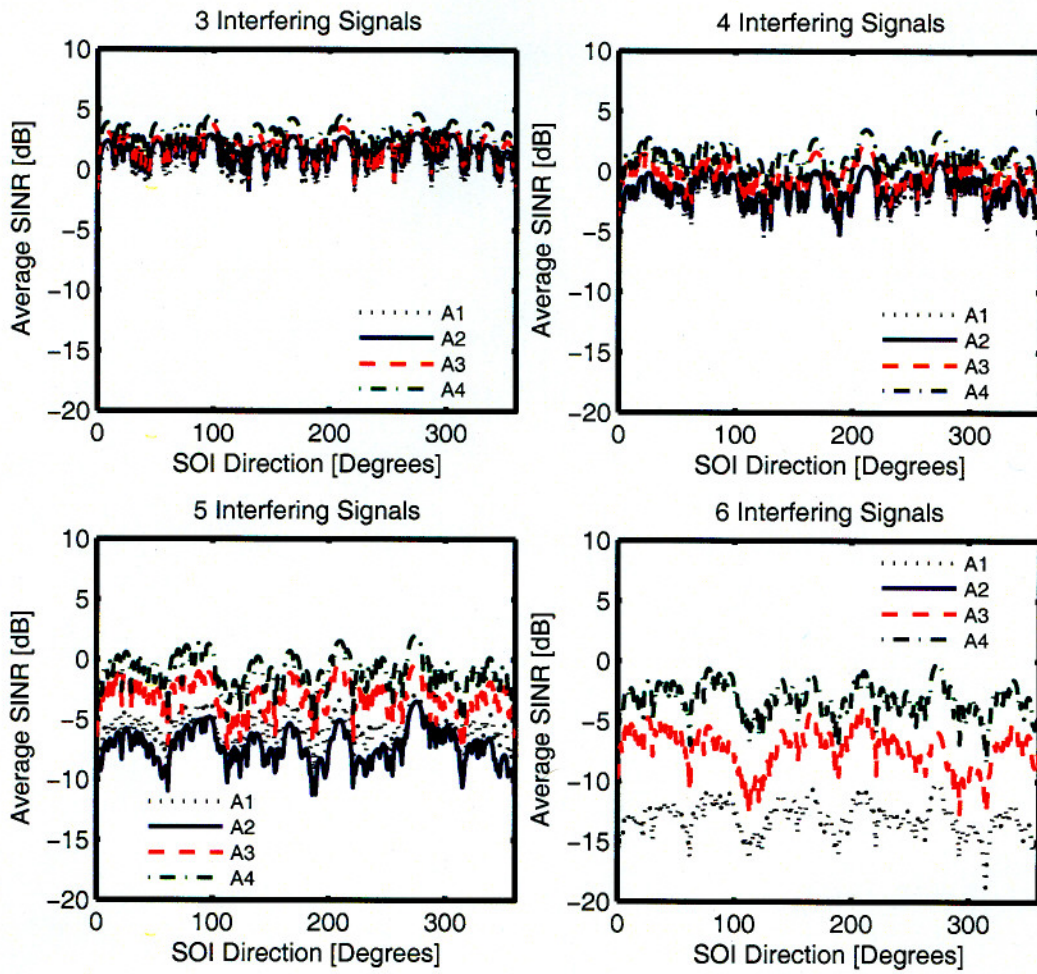 3 Interfering Signals
10
5
0
−5
−10
−15
−20
Average SINR [dB]
A1
A2
A3
A4
0 100 200 300
SOI Direction [Degrees]
4 Interfering Signals
10
5
0
−5
−10
−15
−20
Average SINR [dB]
A1
A2
A3
A4
0 100 200 300
SOI Direction [Degrees]
5 Interfering Signals
10
5
0
−5
−10
−15
−20
Average SINR [dB]
A1
A2
A3
A4
0 100 200 300
SOI Direction [Degrees]
6 Interfering Signals
10
5
0
−5
−10
−15
−20
Average SINR [dB]
A1
A2
A3
A4
0 100 200 300
SOI Direction [Degrees]